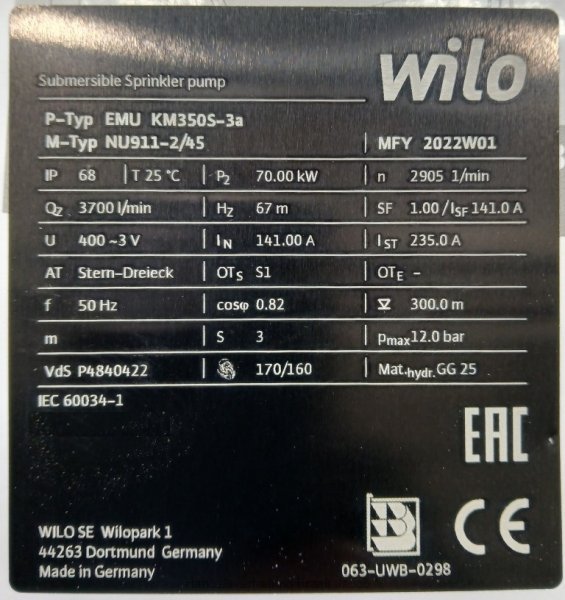 wilo
Submersible Sprinkler pump
P-Typ EMU KM350S-3a
M-Typ NU911-2/45 MFY 2022W01
IP 68 T 25 °C P2 70.00 kW n 2905 1/min
Qz 3700 l/min Hz 67 m SF 1.00 / ISF 141.0 A
U 400 ~3 V IN 141.00 A IST 235.0 A
AT Stern-Dreieck OTS S1 OTE -
f 50 Hz cosφ 0.82 300.0 m
m S 3 pmax 12.0 bar
VdS P4840422 170/160 Mat.hydr. GG 25
IEC 60034-1
EAC
WILO SE Wilopark 1
44263 Dortmund Germany
Made in Germany
063-UWB-0298
CE